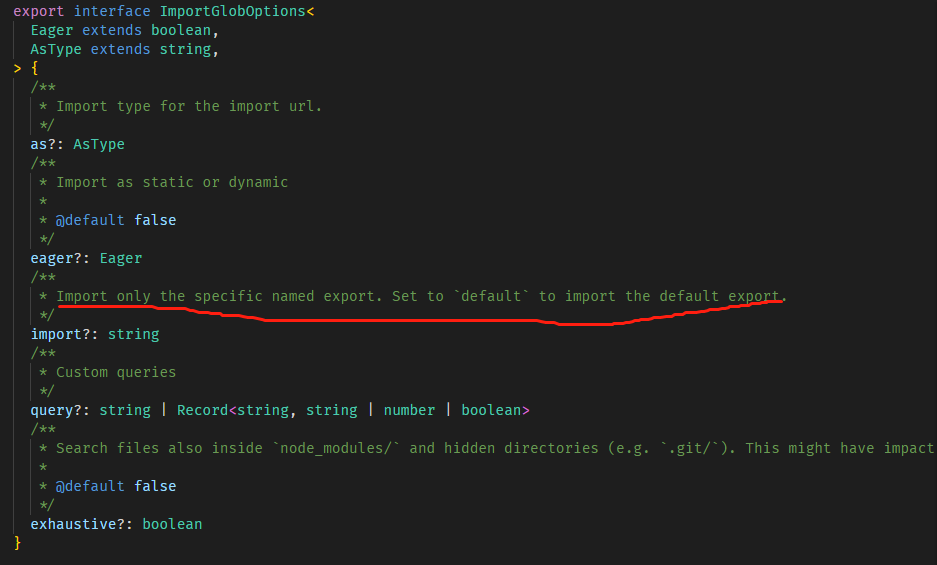 export interface ImportGlobOptions<
Eager extends boolean,
AsType extends string,
> {
/**
* Import type for the import url.
*/
as?: AsType
/**
* Import as static or dynamic
*
* @default false
*/
eager?: Eager
/**
* Import only the specific named export. Set to `default` to import the default export.
*/
import?: string
/**
* Custom queries
*/
query?: string | Record<string, string | number | boolean>
/**
* Search files also inside `node_modules/` and hidden directories (e.g. `.git/`). This might have impact
*
* @default false
*/
exhaustive?: boolean
}